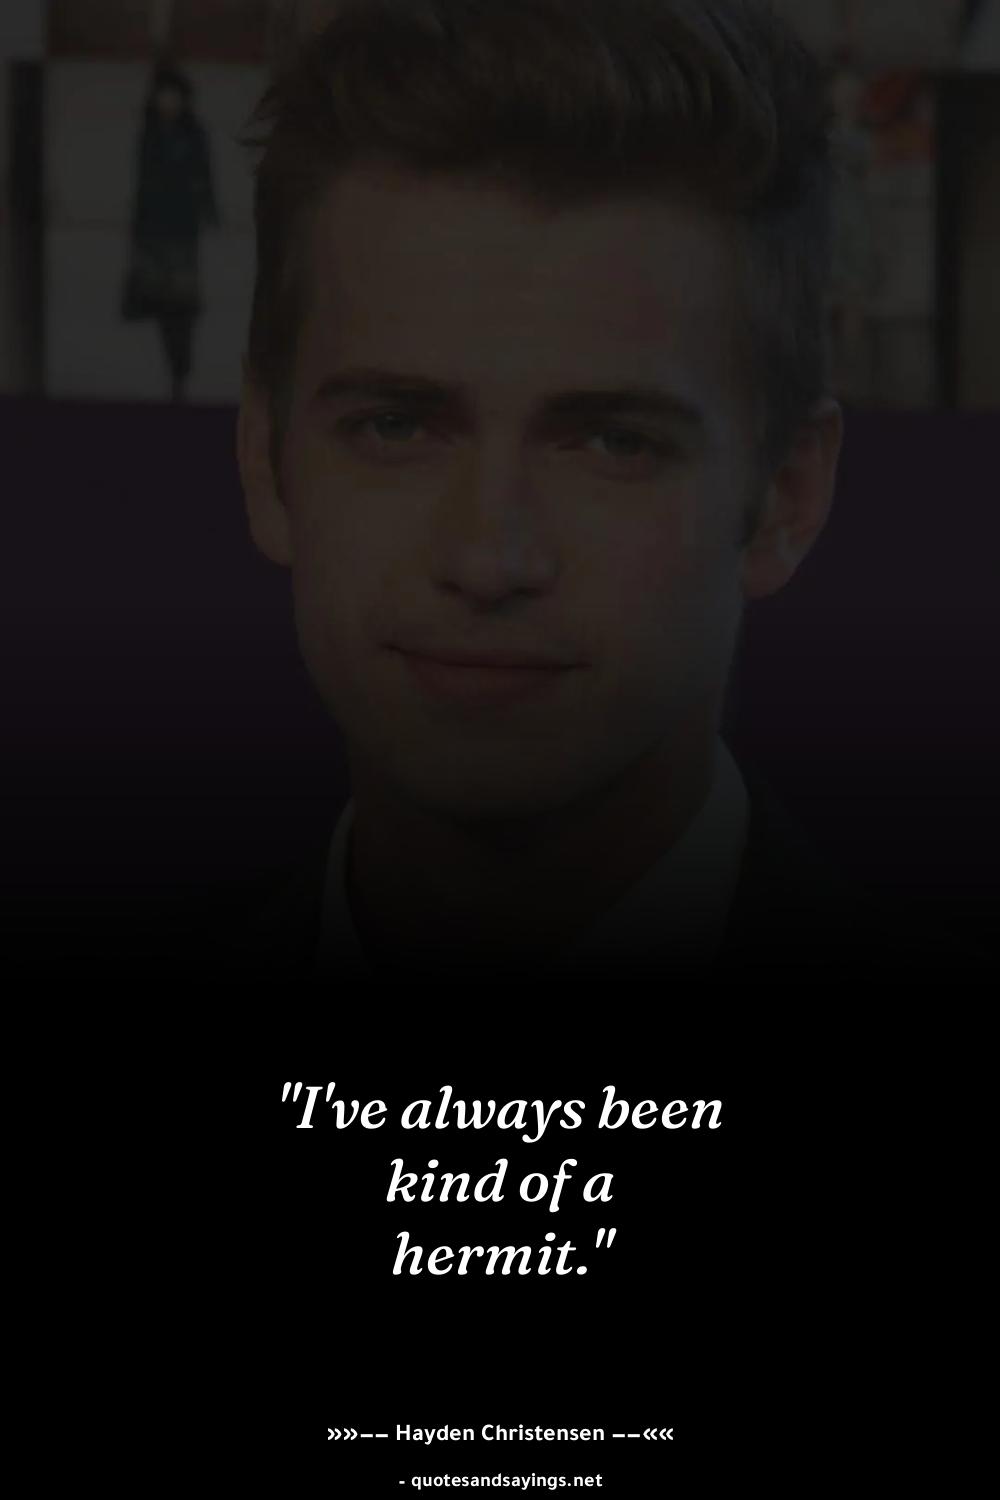 "I've always been
kind of a
hermit."
»»−− Hayden Christensen −−««
- quotesandsayings.net